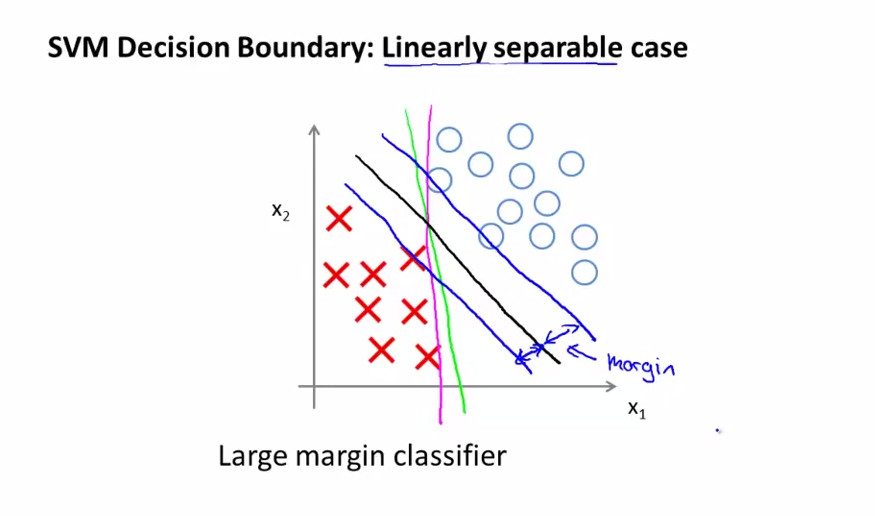 SVM Decision Boundary: Linearly separable case
x₂
margin
x₁
Large margin classifier